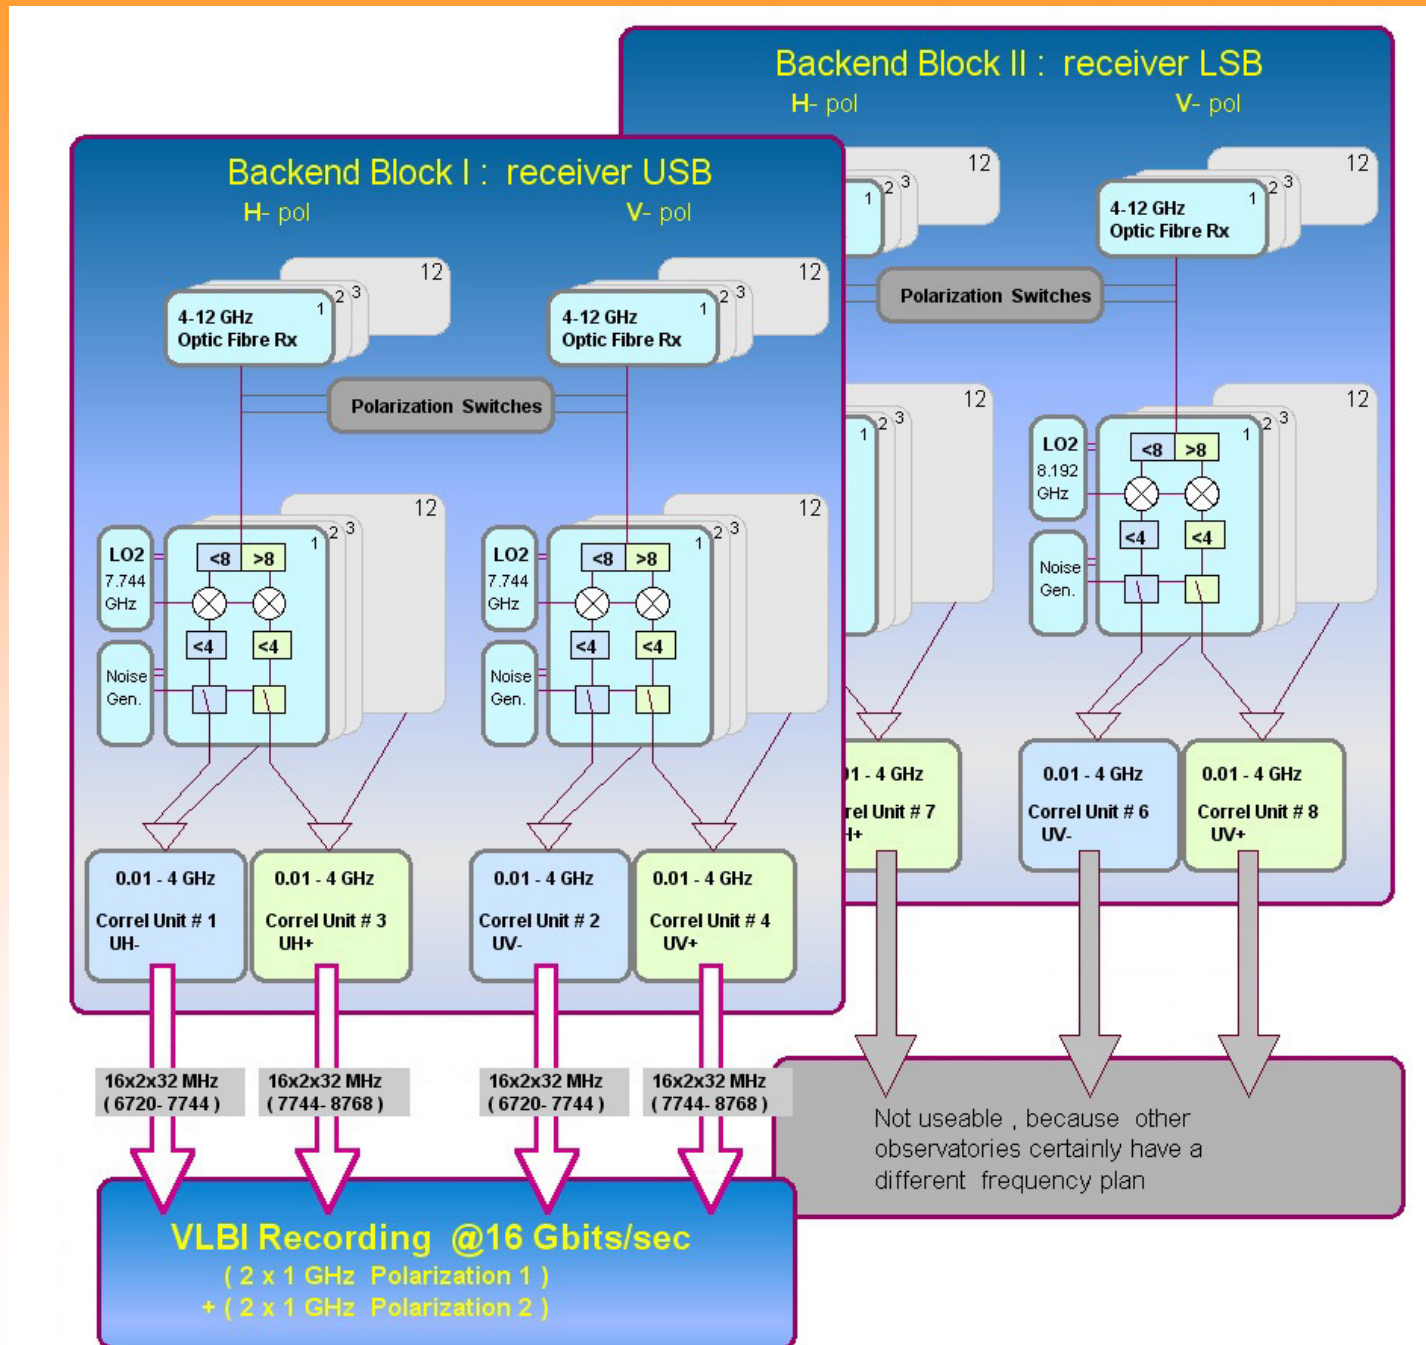 Backend Block II : receiver LSB
H- pol
V- pol
1
2
3
12
4-12 GHz
Optic Fibre Rx
1
2
3
12
Polarization Switches
2
3
12
LO2
8.192
GHz
Noise
Gen.
<8 >8
<4 <4
1
2
3
12
- 4 GHz
Unit # 7
0.01 - 4 GHz
Correl Unit # 6
UV-
0.01 - 4 GHz
Correl Unit # 8
UV+
Not useable , because other
observatories certainly have a
different frequency plan
Backend Block I : receiver USB
H- pol
V- pol
4-12 GHz
Optic Fibre Rx
1
2
3
12
4-12 GHz
Optic Fibre Rx
1
2
3
12
Polarization Switches
LO2
7.744
GHz
Noise
Gen.
<8 >8
<4 <4
1
2
3
12
LO2
7.744
GHz
Noise
Gen.
<8 >8
<4 <4
1
2
3
12
0.01 - 4 GHz
Correl Unit # 1
UH-
0.01 - 4 GHz
Correl Unit # 3
UH+
0.01 - 4 GHz
Correl Unit # 2
UV-
0.01 - 4 GHz
Correl Unit # 4
UV+
16x2x32 MHz
( 6720- 7744 )
16x2x32 MHz
( 7744- 8768 )
16x2x32 MHz
( 6720- 7744 )
16x2x32 MHz
( 7744- 8768 )
VLBI Recording @16 Gbits/sec
( 2 x 1 GHz Polarization 1 )
+ ( 2 x 1 GHz Polarization 2 )